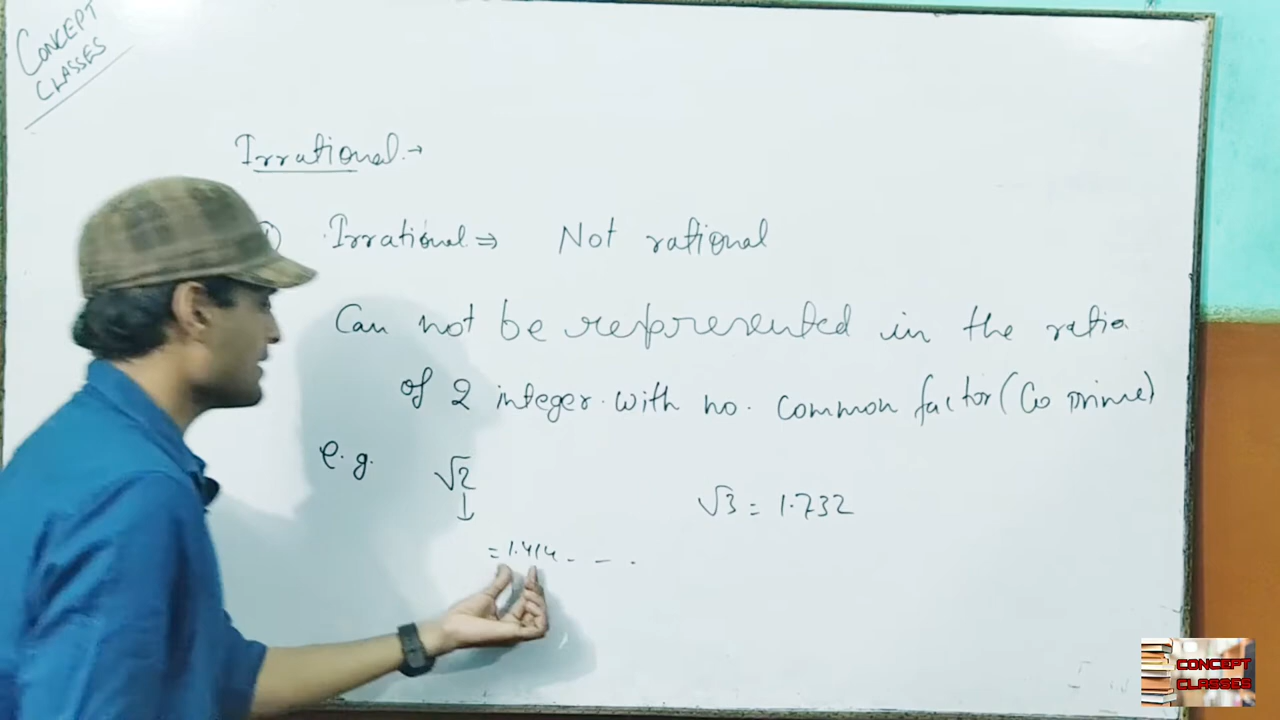 CONCEPT
CLASSES
Irrational →
Irrational ⇒ Not rational
Can not be represented in the ratio
of 2 integer with no. common factor (Co prime)
e.g. √2 √3 = 1.732
↓
= 1.414 - - .
CONCEPT
CLASSES